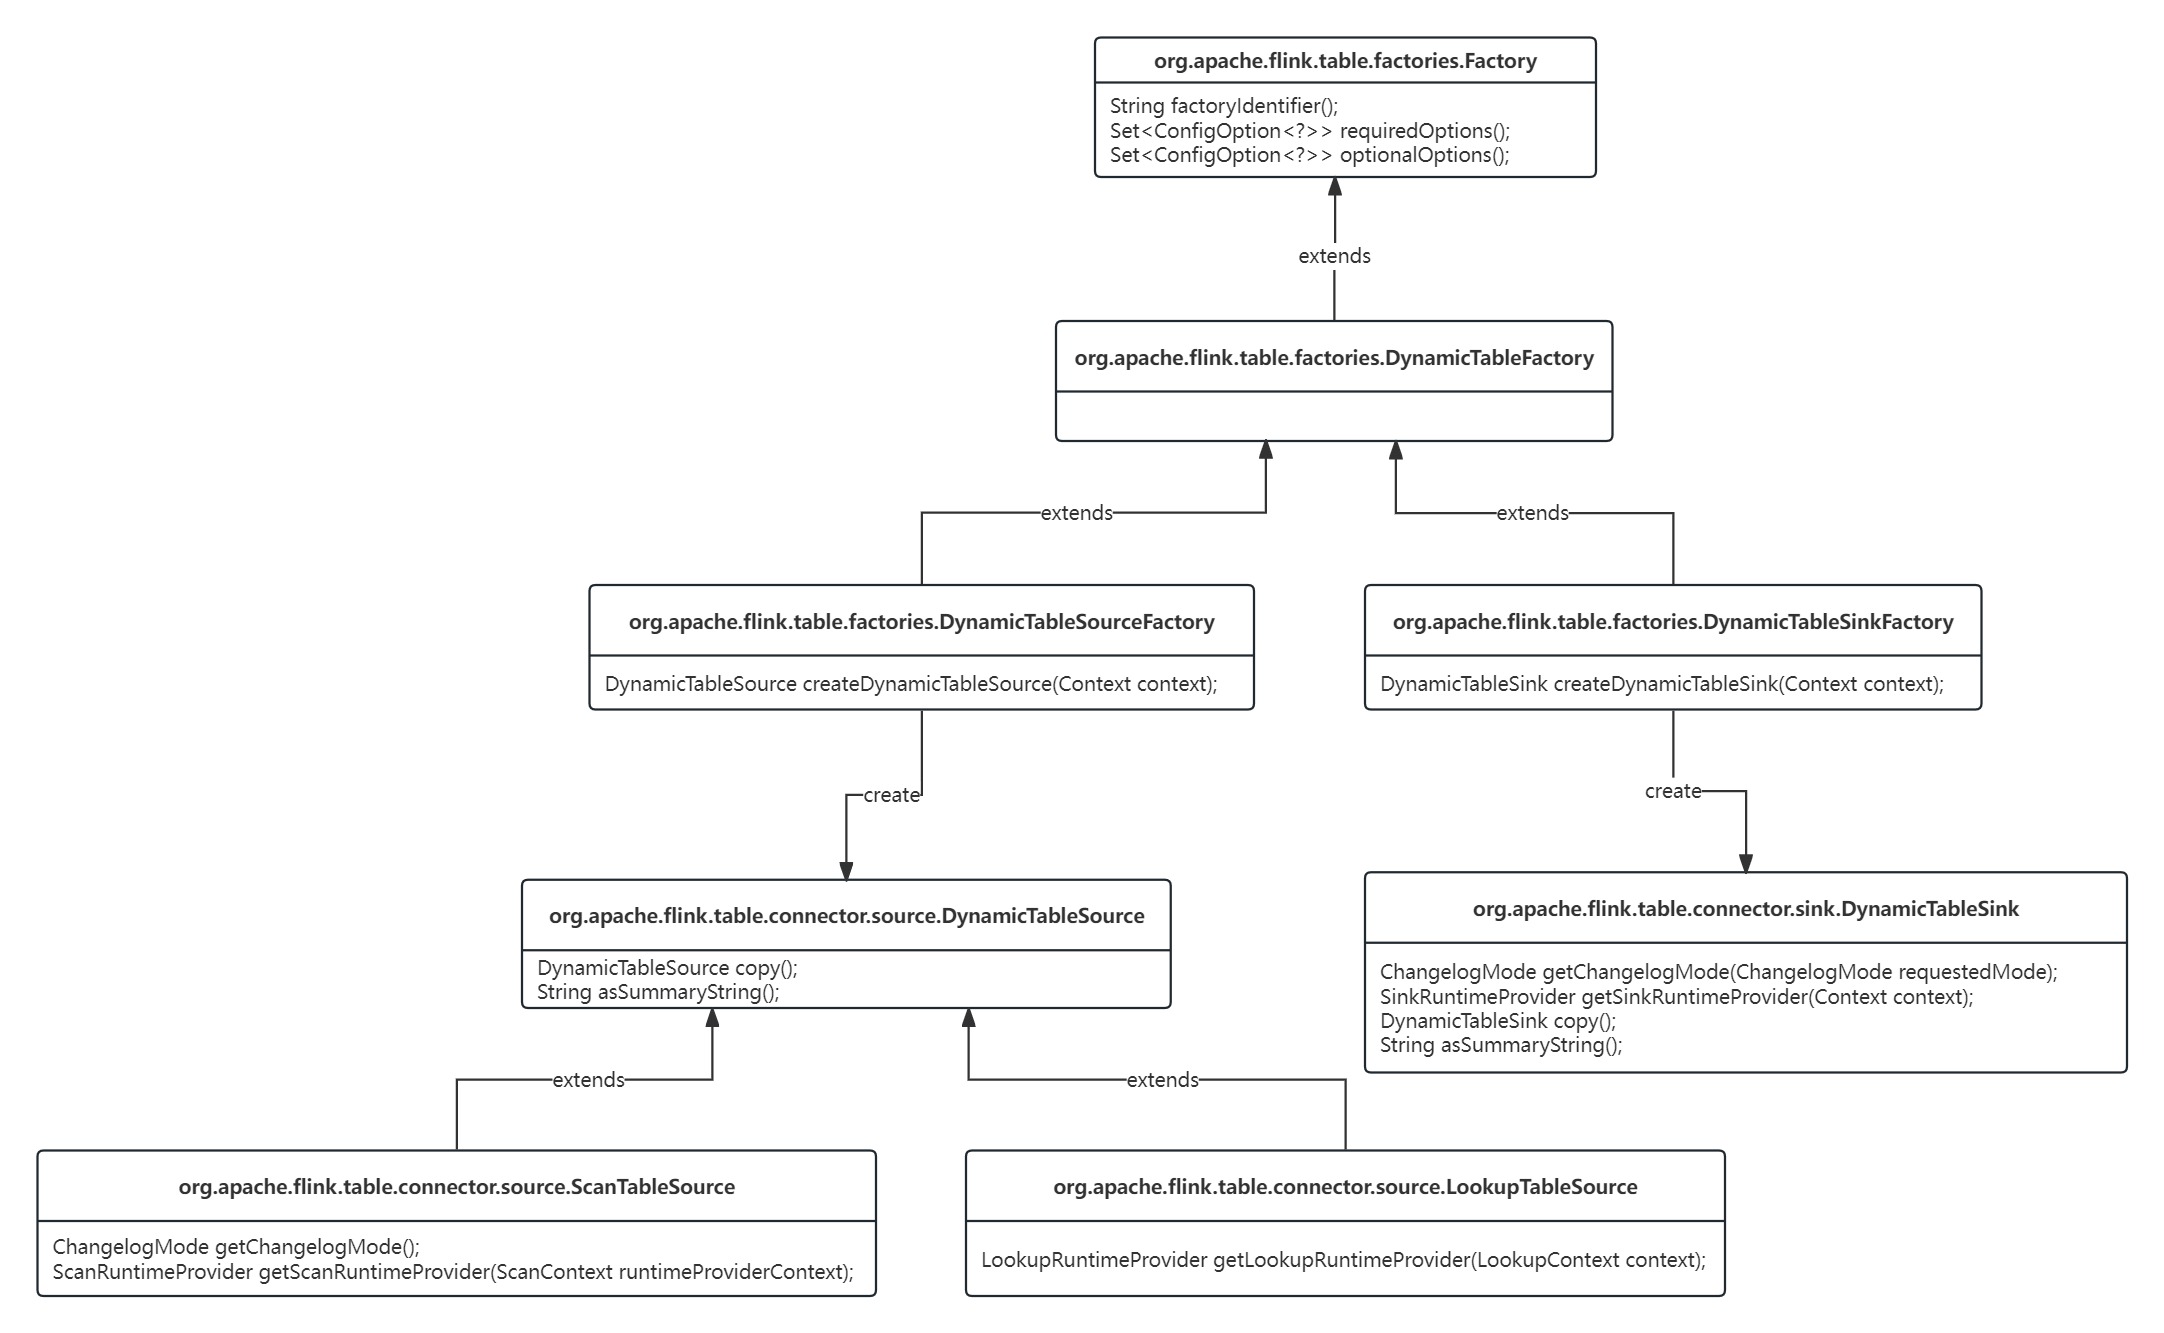 org.apache.flink.table.factories.Factory
String factoryIdentifier();
Set<ConfigOption<?>> requiredOptions();
Set<ConfigOption<?>> optionalOptions();
extends
org.apache.flink.table.factories.DynamicTableFactory
extends
extends
org.apache.flink.table.factories.DynamicTableSourceFactory
DynamicTableSource createDynamicTableSource(Context context);
org.apache.flink.table.factories.DynamicTableSinkFactory
DynamicTableSink createDynamicTableSink(Context context);
create
create
org.apache.flink.table.connector.source.DynamicTableSource
DynamicTableSource copy();
String asSummaryString();
org.apache.flink.table.connector.sink.DynamicTableSink
ChangelogMode getChangelogMode(ChangelogMode requestedMode);
SinkRuntimeProvider getSinkRuntimeProvider(Context context);
DynamicTableSink copy();
String asSummaryString();
extends
extends
org.apache.flink.table.connector.source.ScanTableSource
ChangelogMode getChangelogMode();
ScanRuntimeProvider getScanRuntimeProvider(ScanContext runtimeProviderContext);
org.apache.flink.table.connector.source.LookupTableSource
LookupRuntimeProvider getLookupRuntimeProvider(LookupContext context);